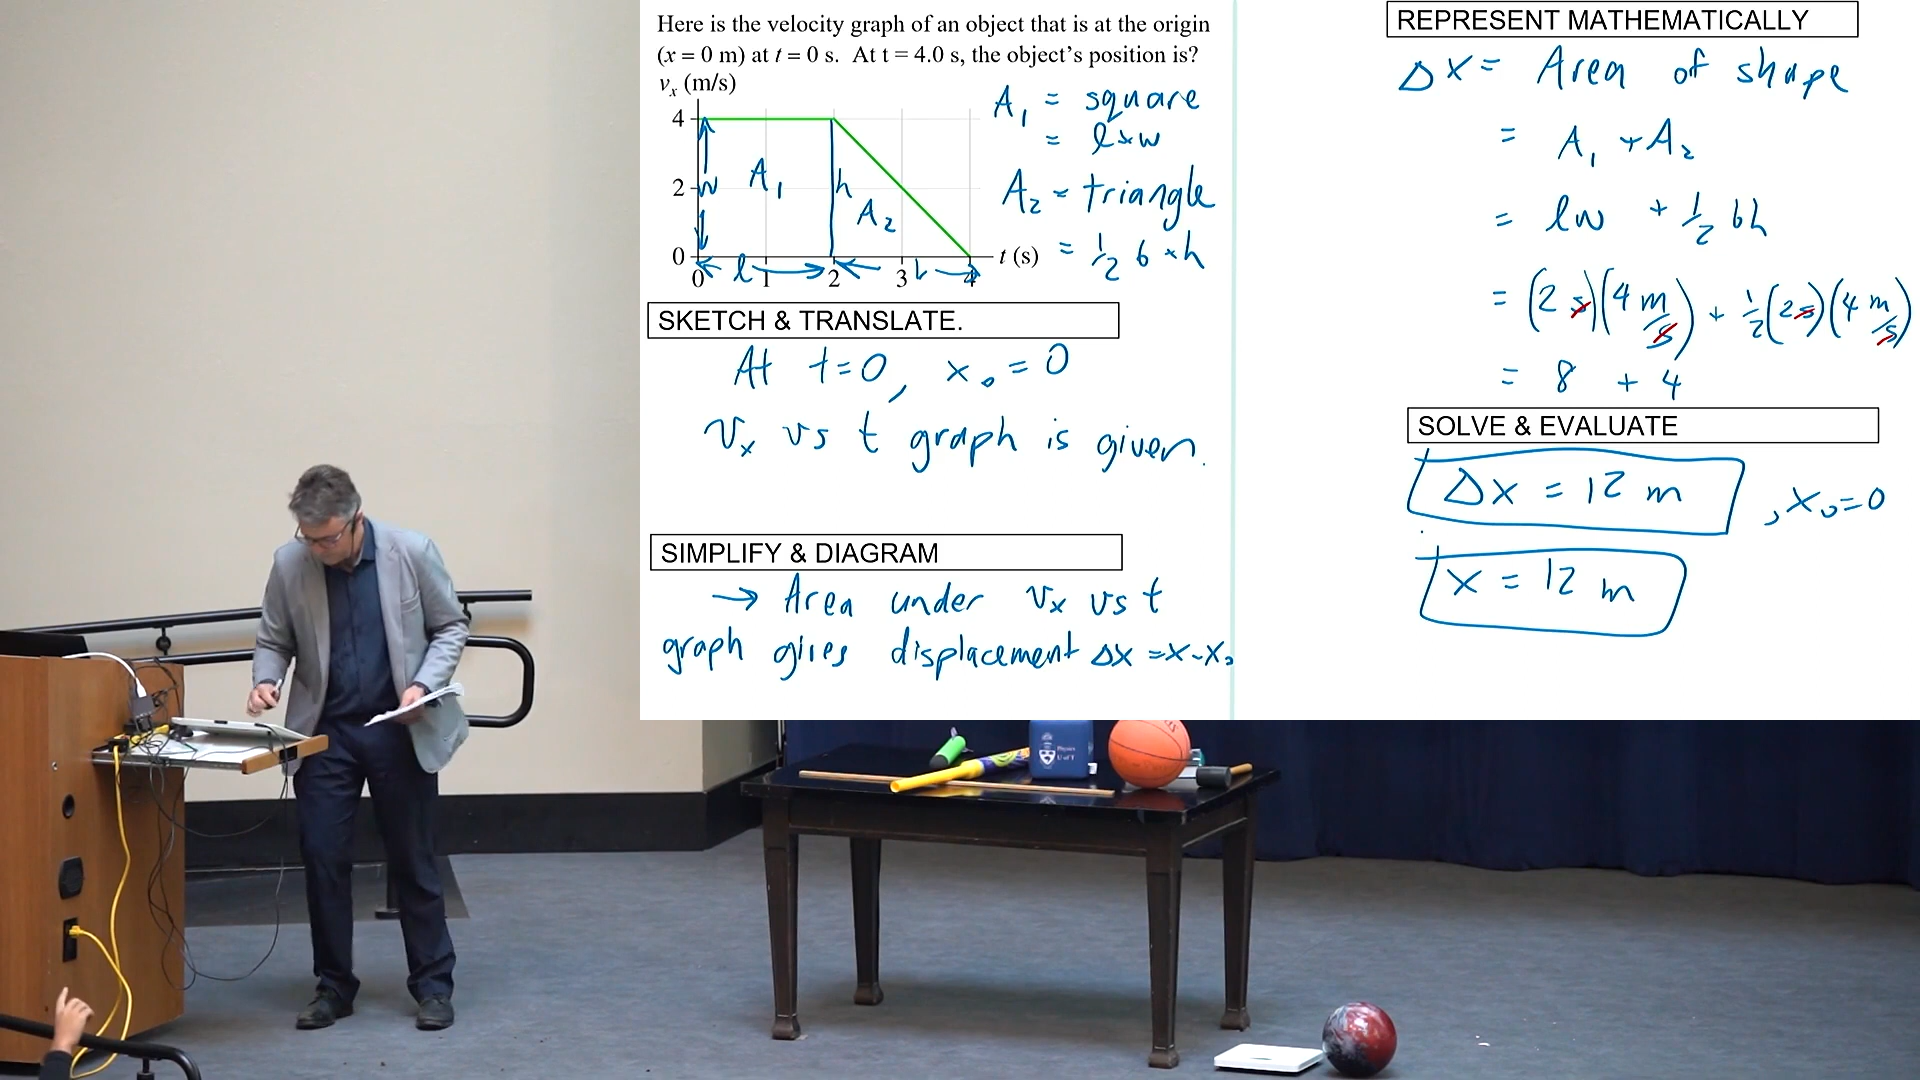 Here is the velocity graph of an object that is at the origin
(x = 0 m) at t = 0 s. At t = 4.0 s, the object's position is?
vₓ (m/s)
4
2
0
0 1 2 3 4
t (s)
w
A₁
h
A₂
l
b
A₁ = square
= l × w
A₂ = triangle
= 1/2 b × h
SKETCH & TRANSLATE.
At t=0, x₀ = 0
vₓ vs t graph is given.
SIMPLIFY & DIAGRAM
→ Area under vₓ vs t
graph gives displacement Δx = x - x₀
REPRESENT MATHEMATICALLY
Δx = Area of shape
= A₁ + A₂
= lw + 1/2 bh
= (2 s)(4 m/s) + 1/2 (2 s)(4 m/s)
= 8 + 4
SOLVE & EVALUATE
Δx = 12 m , x₀ = 0
x = 12 m
Physics
U of T